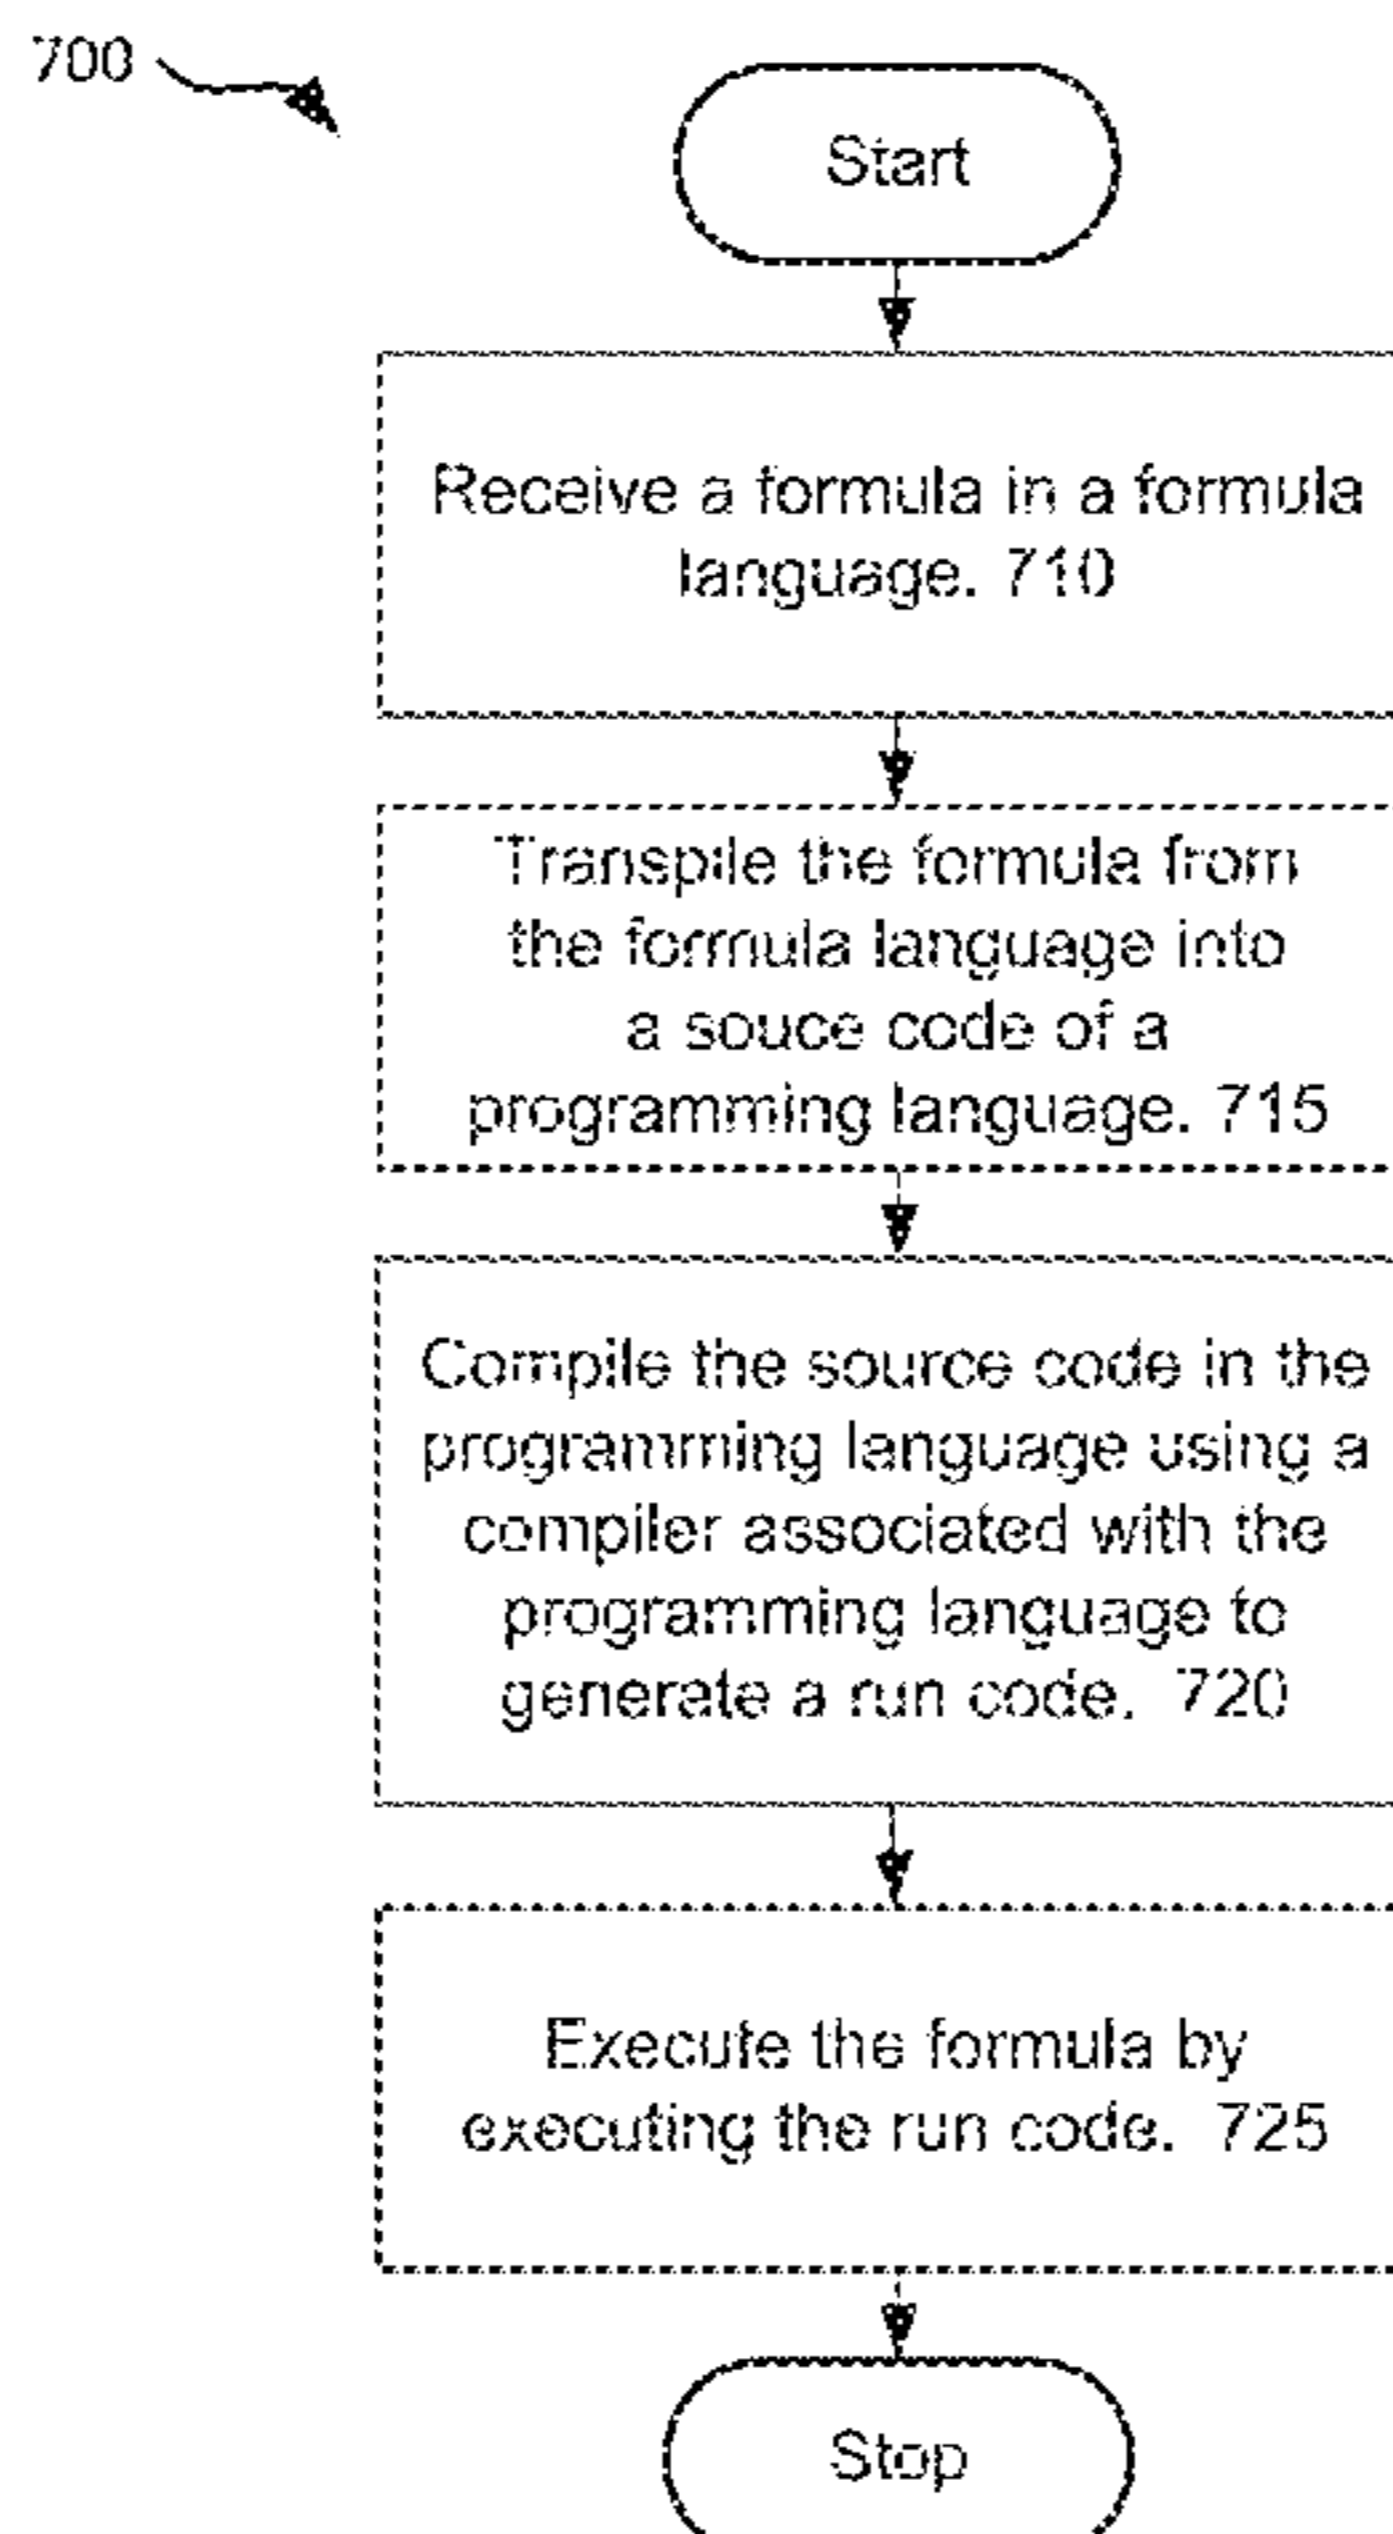 700
Start
Receive a formula in a formula
language. 710
Transpile the formula from
the formula language into
a souce code of a
programming language. 715
Compile the source code in the
programming language using a
compiler associated with the
programming language to
generate a run code. 720
Execute the formula by
executing the run code. 725
Stop